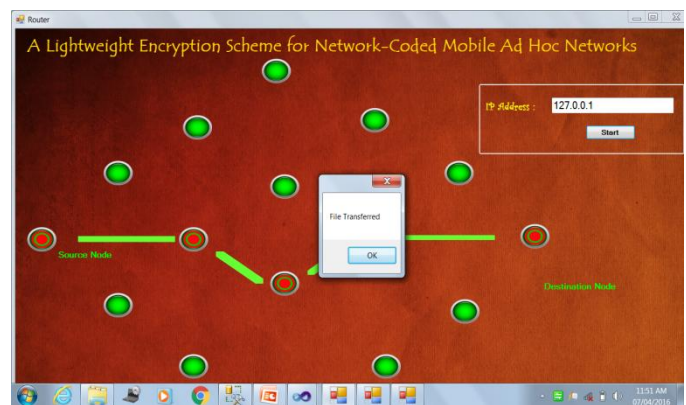 Router
A Lightweight Encryption Scheme for Network-Coded Mobile Ad Hoc Networks
IP Address :
127.0.0.1
Start
File Transferred
OK
Source Node
Destination Node
11:51 AM
07/04/2016